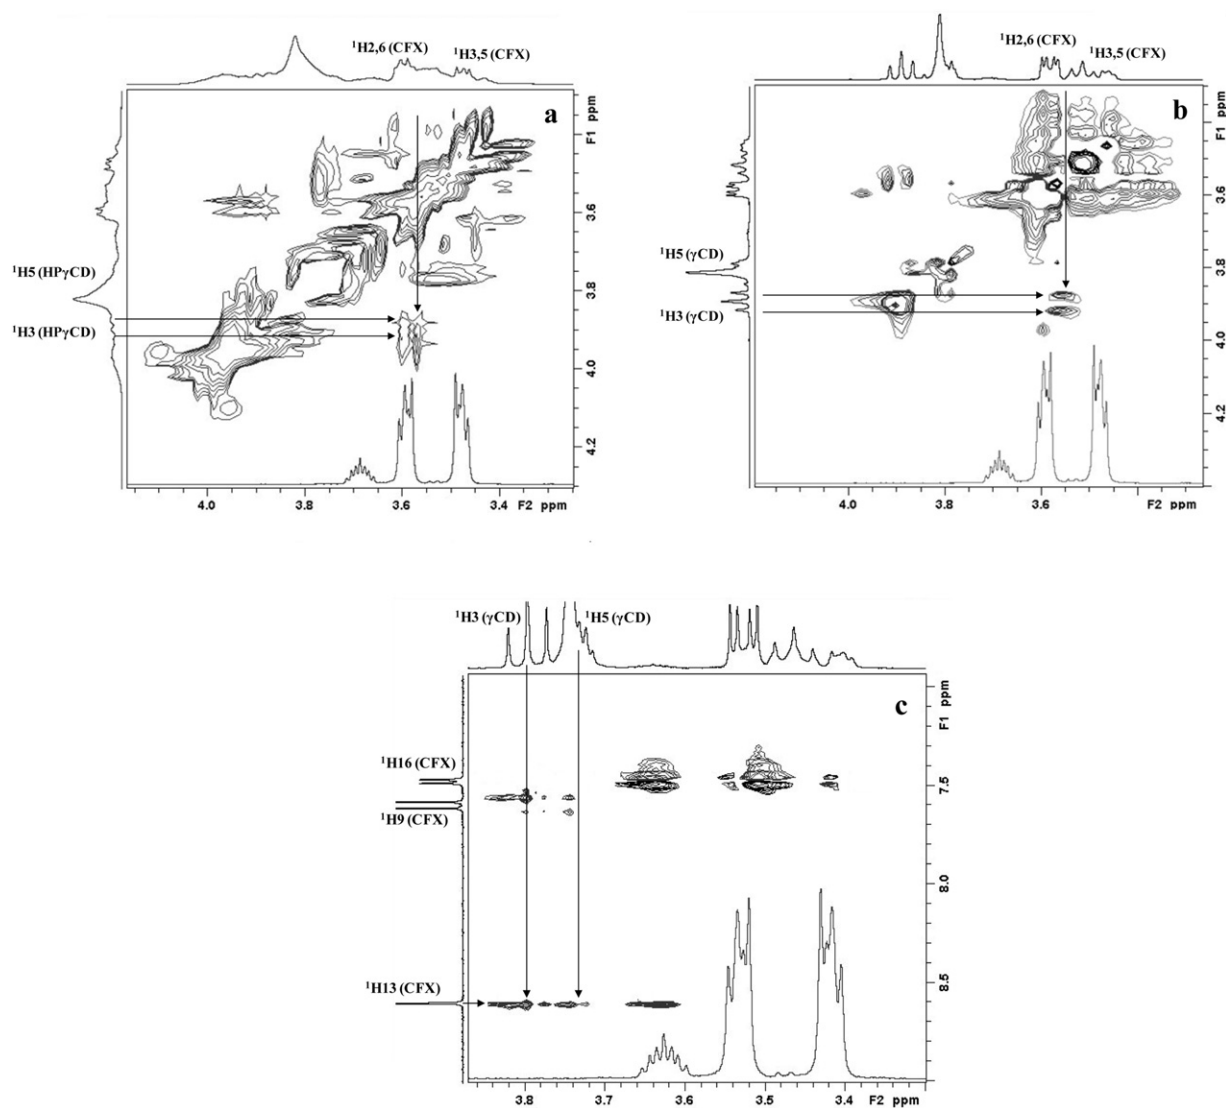 ¹H2,6 (CFX)
¹H3,5 (CFX)
a
F1 ppm
3.6
3.8
4.0
4.2
¹H5 (HPγCD)
¹H3 (HPγCD)
4.0
3.8
3.6
3.4
F2 ppm
¹H2,6 (CFX)
¹H3,5 (CFX)
b
F1 ppm
3.6
3.8
4.0
4.2
¹H5 (γCD)
¹H3 (γCD)
4.0
3.8
3.6
F2 ppm
¹H3 (γCD)
¹H5 (γCD)
c
F1 ppm
7.5
8.0
8.5
¹H16 (CFX)
¹H9 (CFX)
¹H13 (CFX)
3.8
3.7
3.6
3.5
3.4
F2 ppm